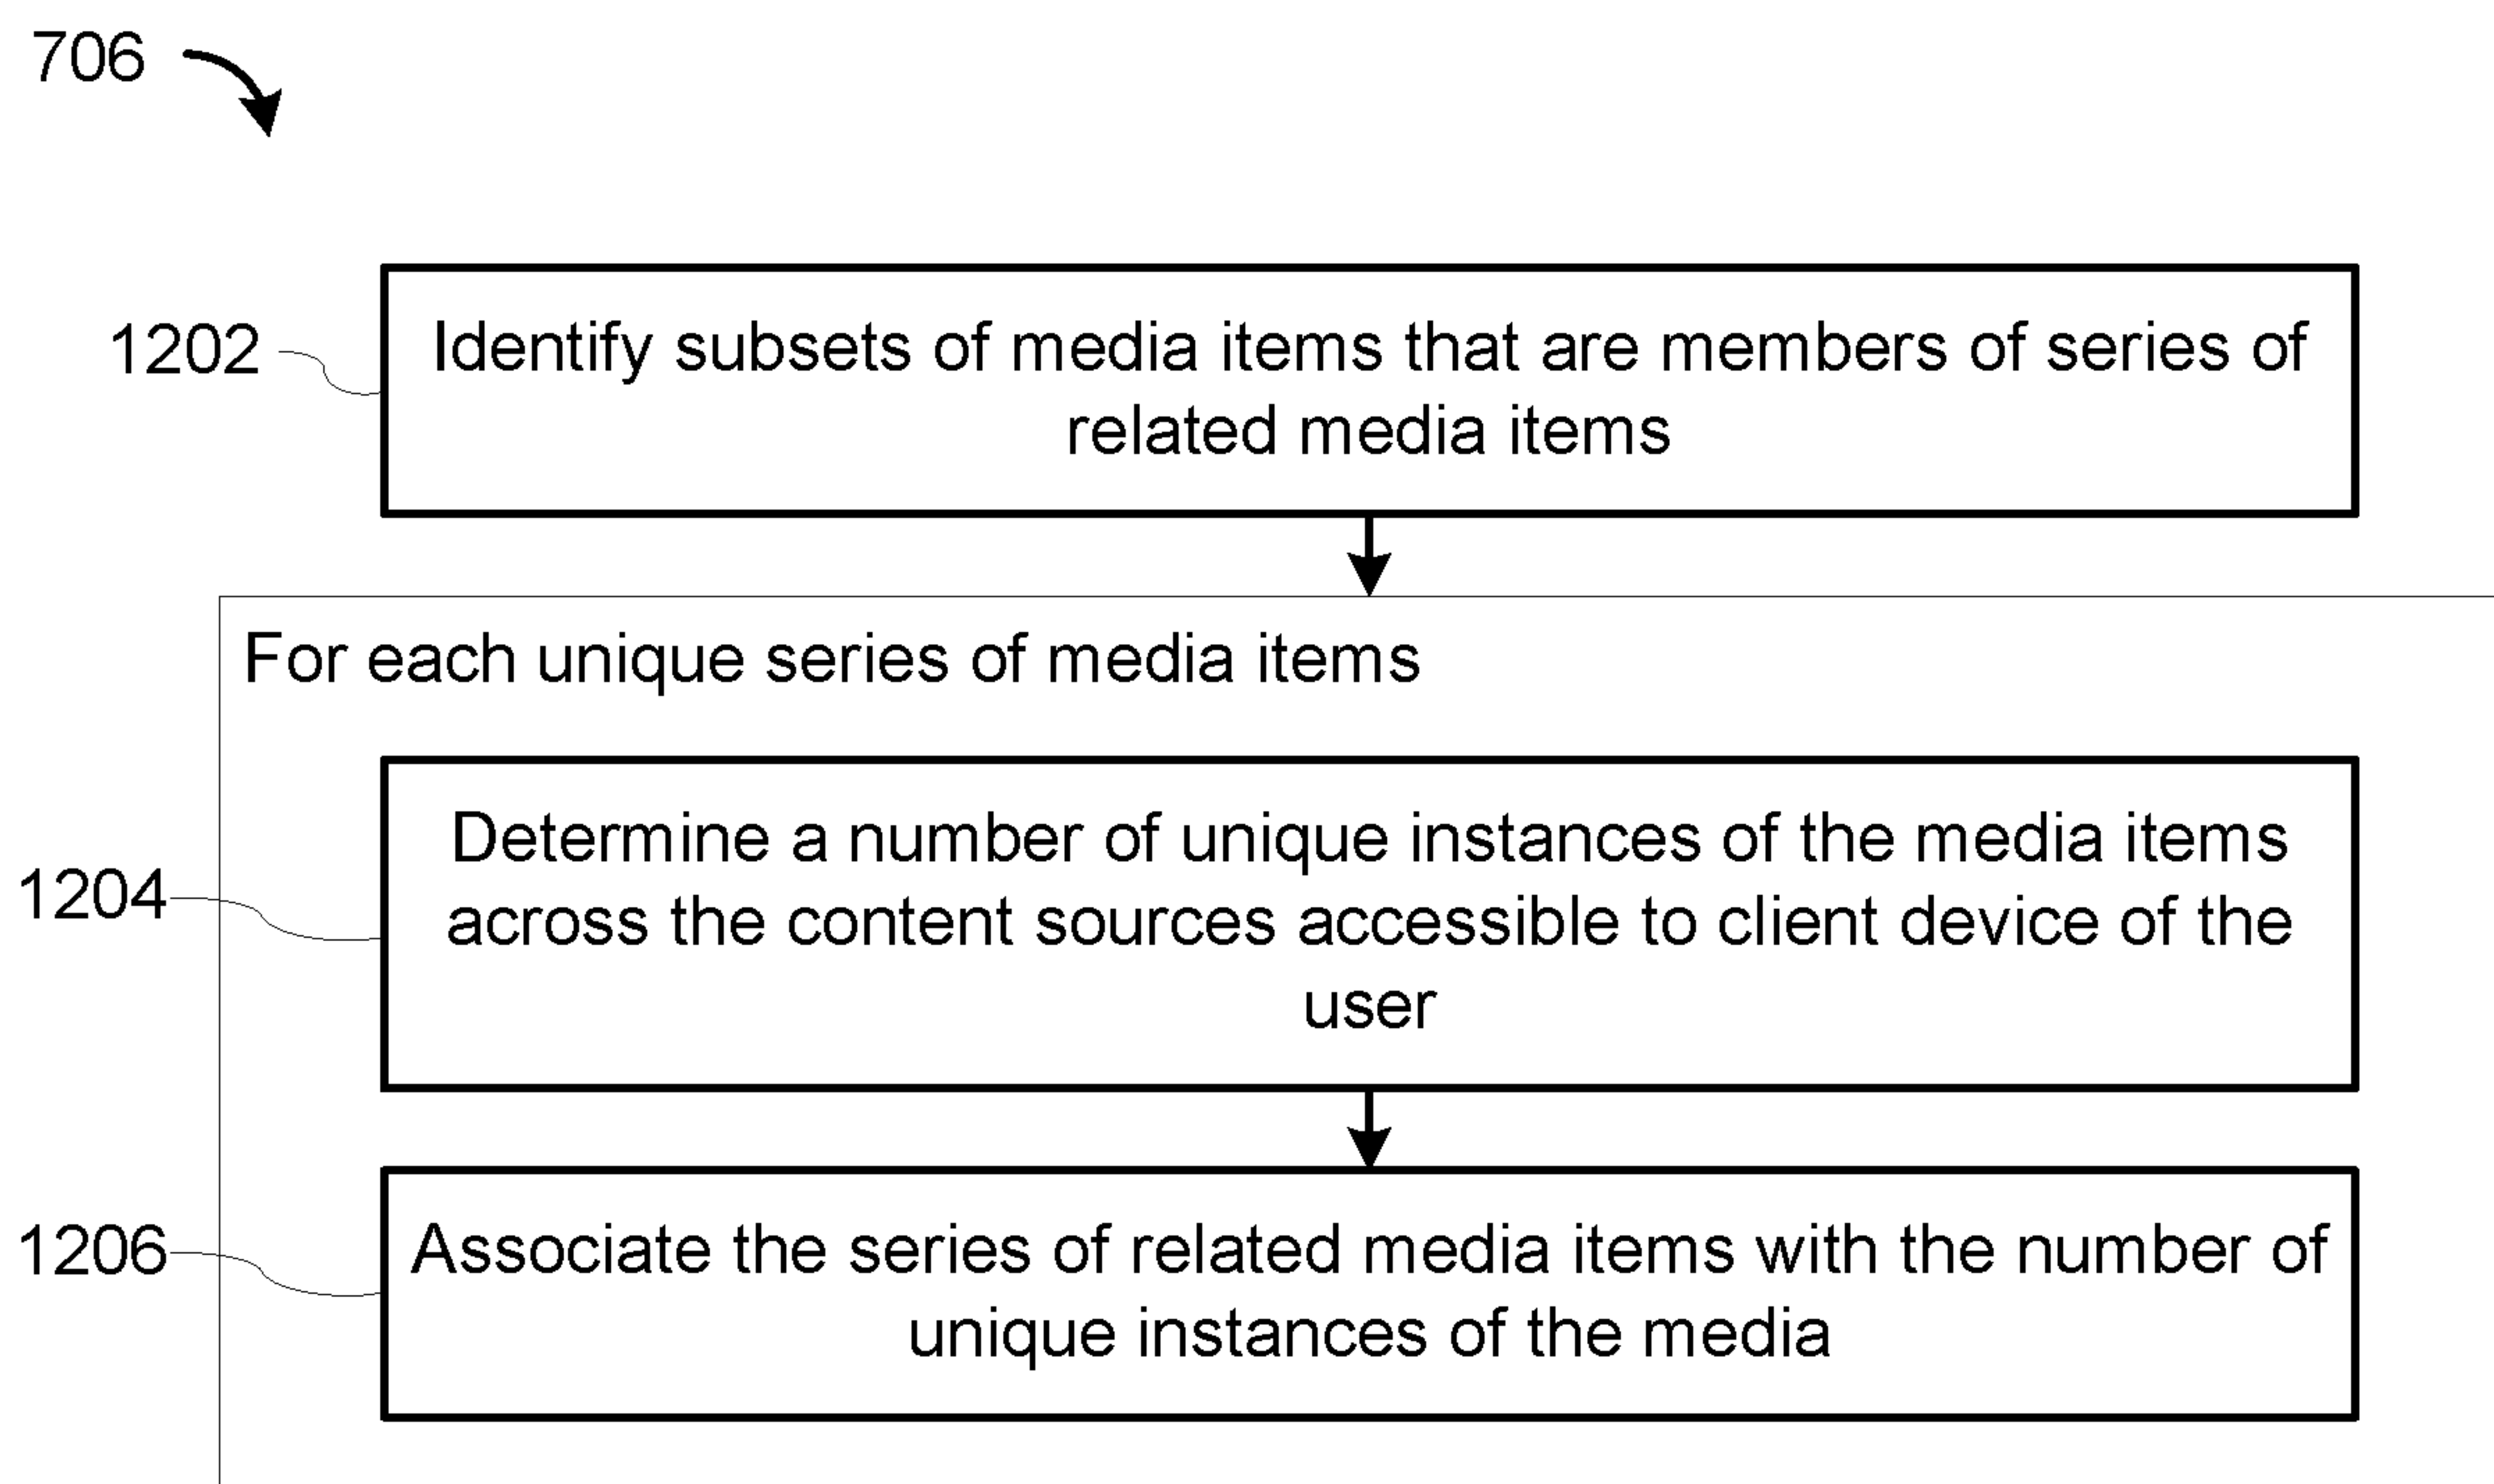 706
1202
Identify subsets of media items that are members of series of
related media items
For each unique series of media items
1204
Determine a number of unique instances of the media items
across the content sources accessible to client device of the
user
1206
Associate the series of related media items with the number of
unique instances of the media